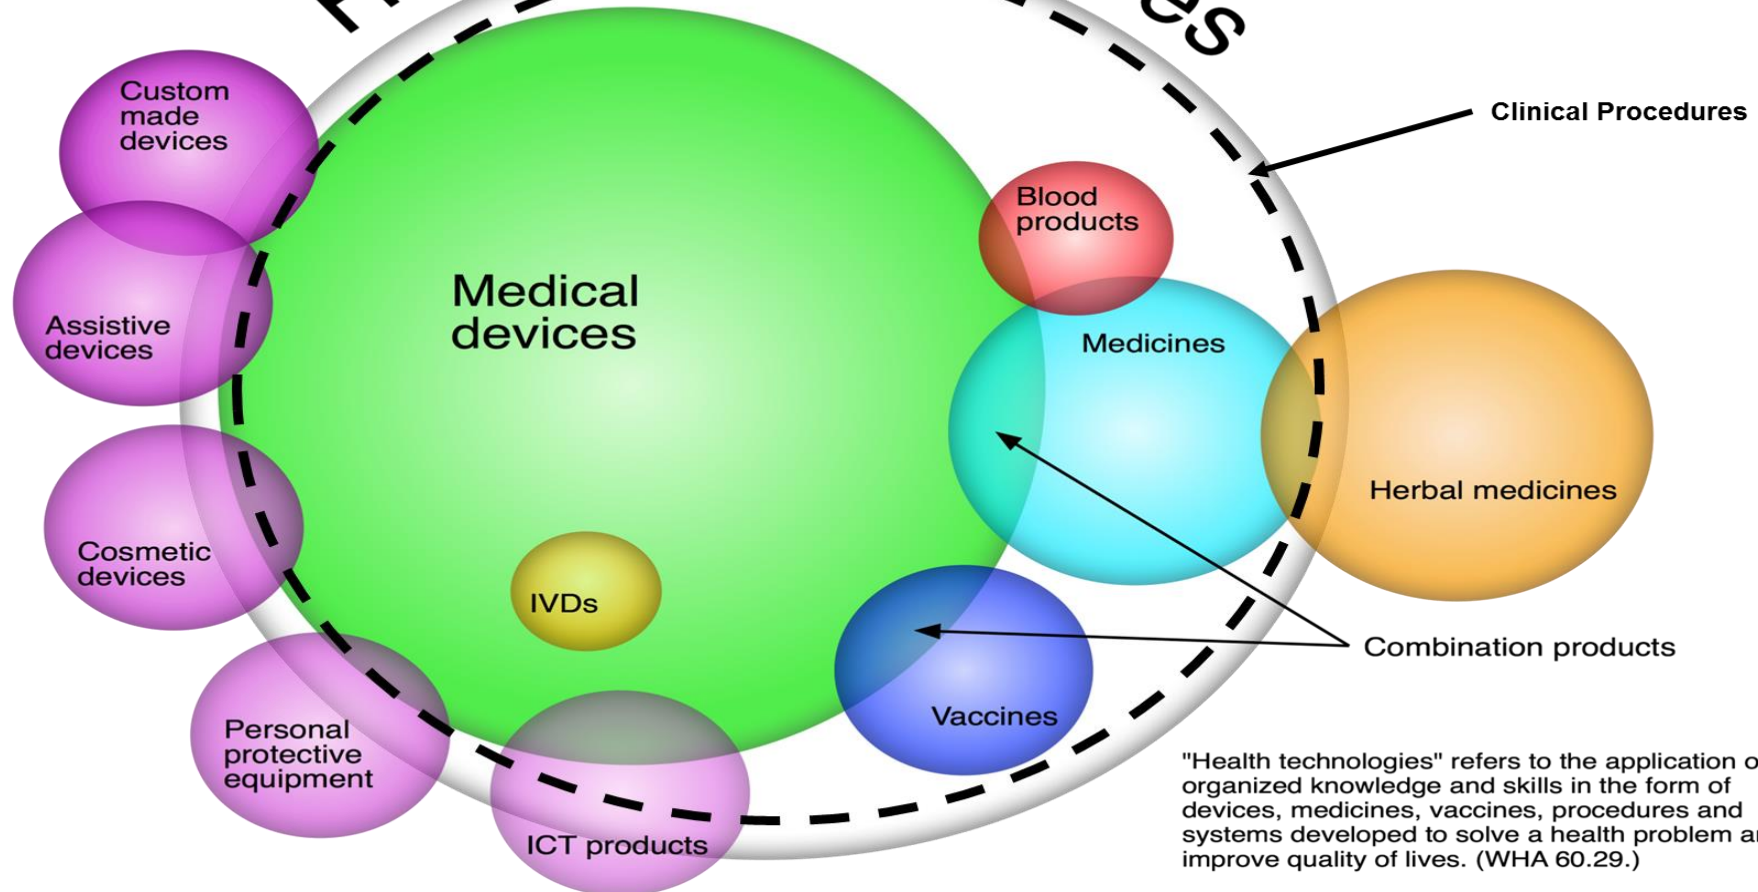 es
Custom
made
devices
Clinical Procedures
Blood
products
Medical
devices
Assistive
devices
Medicines
Herbal medicines
Cosmetic
devices
IVDs
Combination products
Vaccines
Personal
protective
equipment
ICT products
"Health technologies" refers to the application o
organized knowledge and skills in the form of
devices, medicines, vaccines, procedures and
systems developed to solve a health problem a
improve quality of lives. (WHA 60.29.)